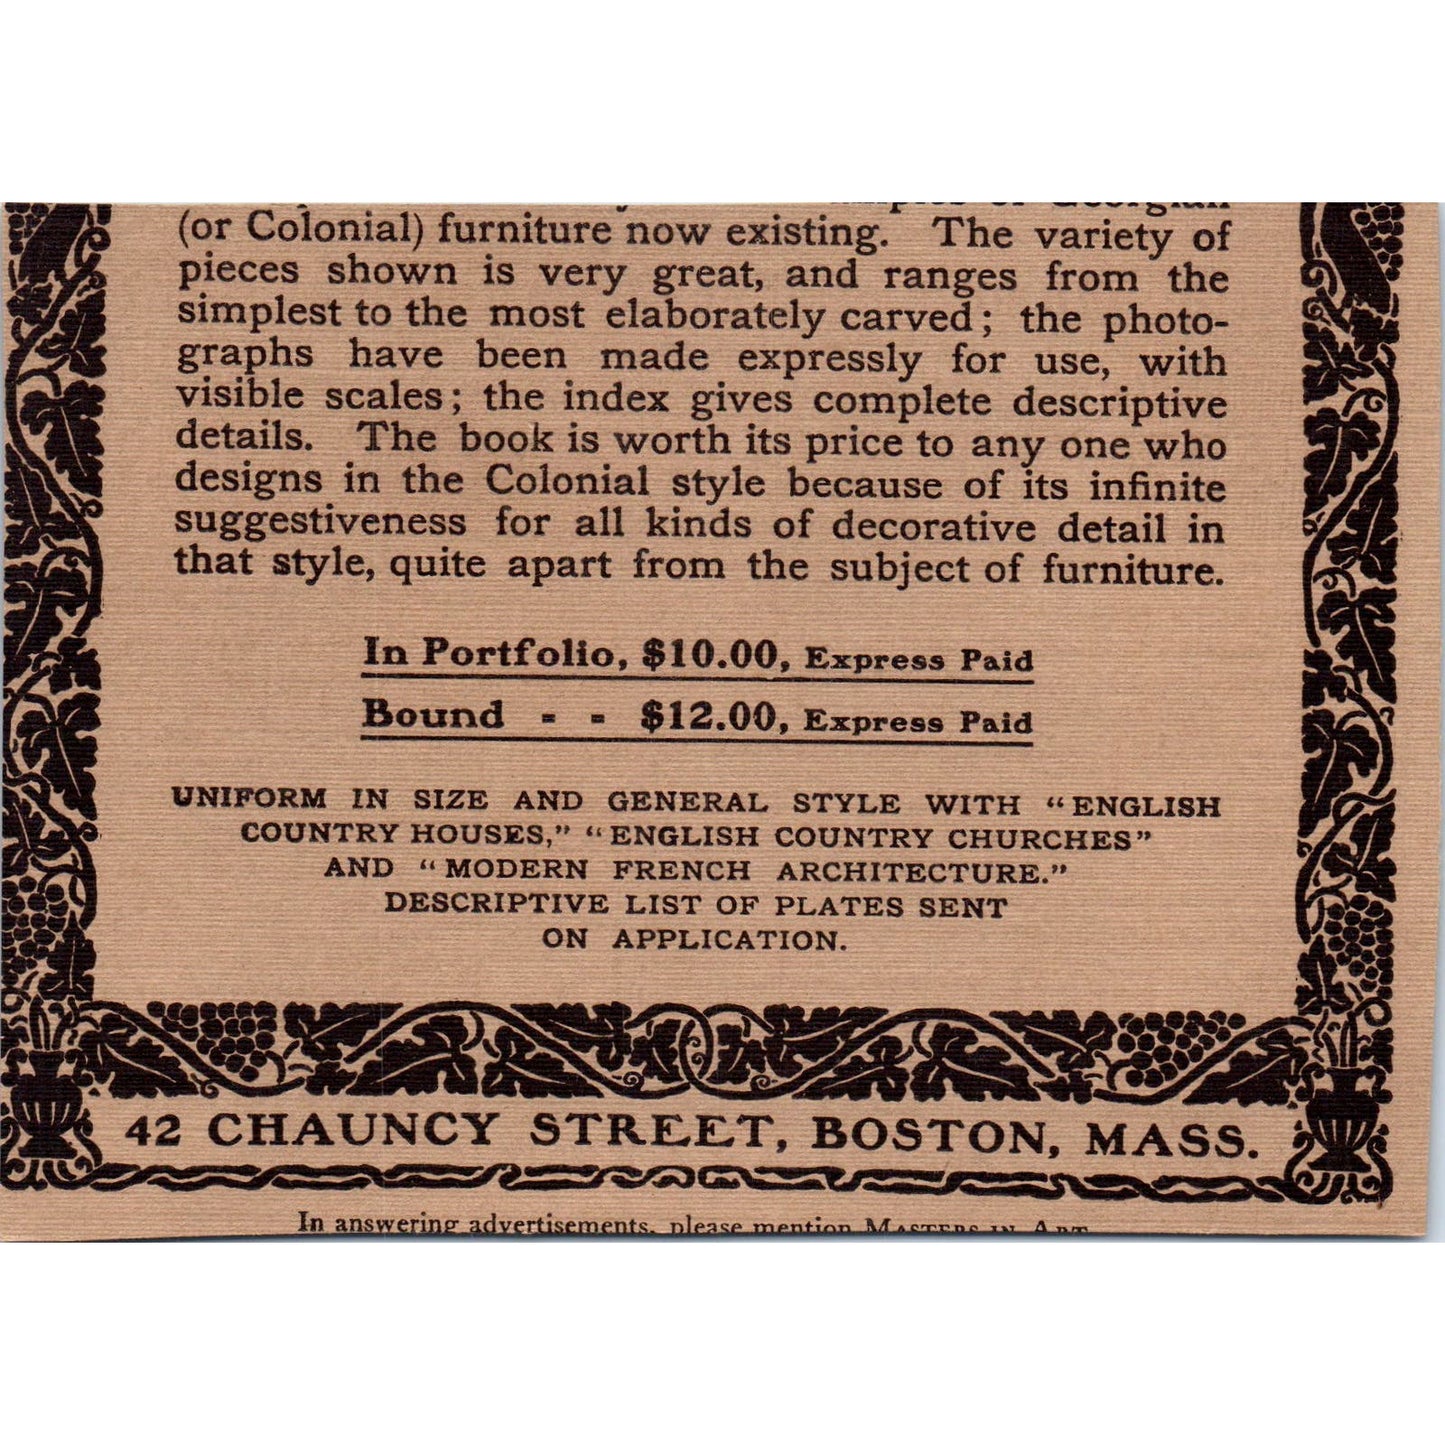 of Georgian
(or Colonial) furniture now existing. The variety of
pieces shown is very great, and ranges from the
simplest to the most elaborately carved; the photo-
graphs have been made expressly for use, with
visible scales; the index gives complete descriptive
details. The book is worth its price to any one who
designs in the Colonial style because of its infinite
suggestiveness for all kinds of decorative detail in
that style, quite apart from the subject of furniture.
In Portfolio, $10.00, Express Paid
Bound - - $12.00, Express Paid
UNIFORM IN SIZE AND GENERAL STYLE WITH “ENGLISH
COUNTRY HOUSES,” “ENGLISH COUNTRY CHURCHES”
AND “MODERN FRENCH ARCHITECTURE.”
DESCRIPTIVE LIST OF PLATES SENT
ON APPLICATION.
42 CHAUNCY STREET, BOSTON, MASS.
In answering advertisements, please mention MASTERS IN ART